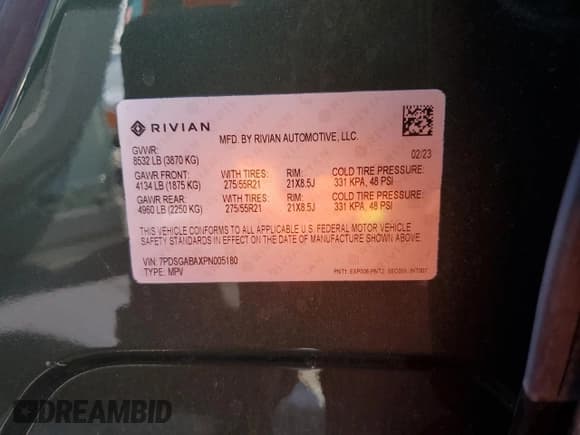 RIVIAN
MFD. BY RIVIAN AUTOMOTIVE, LLC.
GVWR:
8532 LB (3870 KG)
02/23
GAWR FRONT: WITH TIRES: RIM: COLD TIRE PRESSURE:
4134 LB (1875 KG) 275/55R21 21X8.5J 331 KPA, 48 PSI
GAWR REAR: WITH TIRES: RIM: COLD TIRE PRESSURE:
4960 LB (2250 KG) 275/55R21 21X8.5J 331 KPA, 48 PSI
THIS VEHICLE CONFORMS TO ALL APPLICABLE U.S. FEDERAL MOTOR VEHICLE
SAFETY STANDARDS IN EFFECT ON THE DATE OF MANUFACTURE SHOWN ABOVE.
VIN: 7PDSGABAXPN005180
TYPE: MPV
DREAMBID